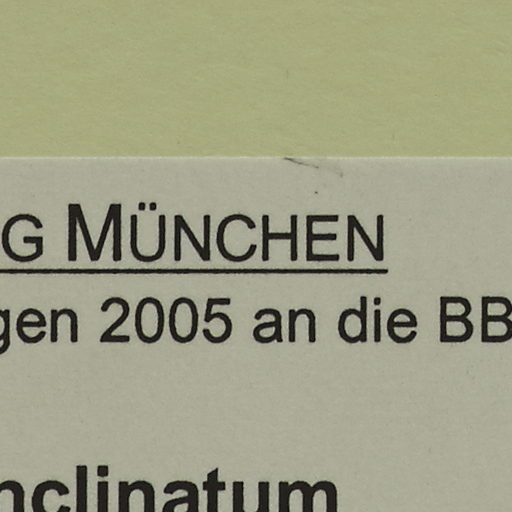 G MÜNCHEN
gen 2005 an die BB
nclinatum